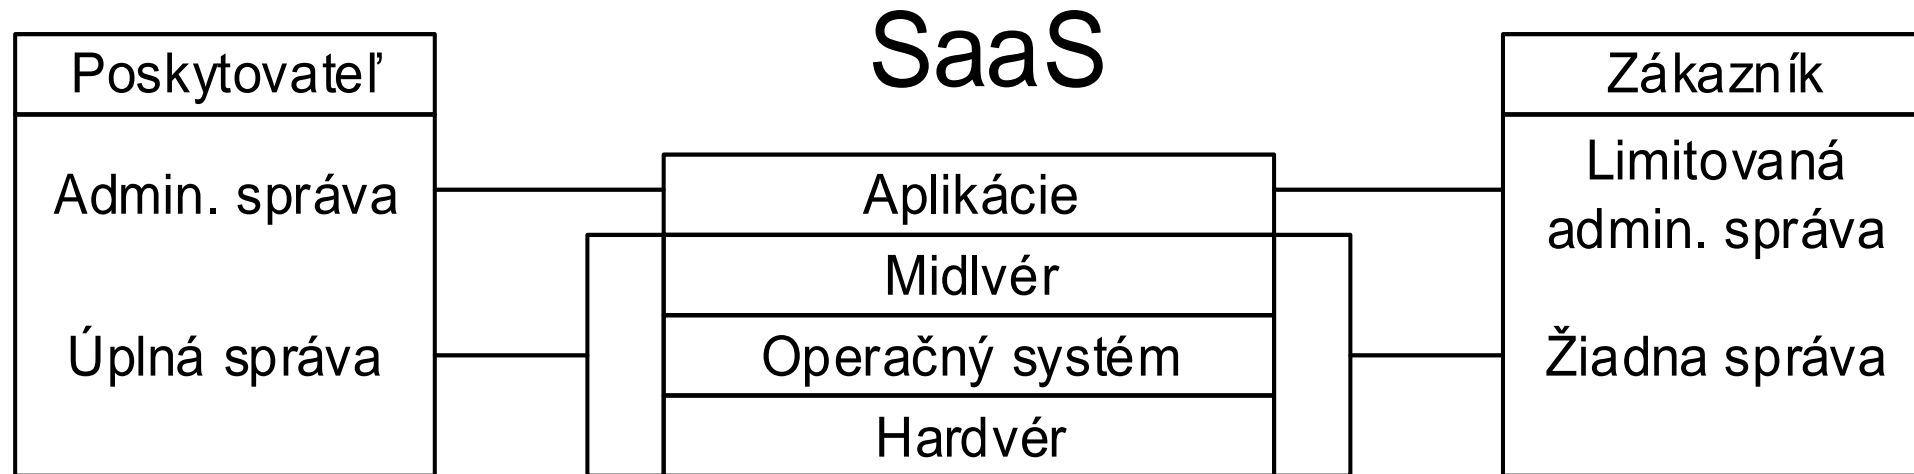 SaaS
Poskytovateľ
Admin. správa
Úplná správa
Aplikácie
Midlvér
Operačný systém
Hardvér
Zákazník
Limitovaná
admin. správa
Žiadna správa